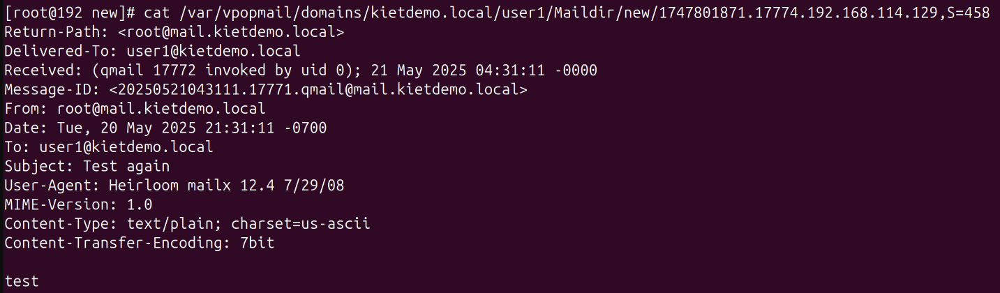 [root@192 new]# cat /var/vpopmail/domains/kietdemo.local/user1/Maildir/new/1747801871.17774.192.168.114.129,S=458
Return-Path: <root@mail.kietdemo.local>
Delivered-To: user1@kietdemo.local
Received: (qmail 17772 invoked by uid 0); 21 May 2025 04:31:11 -0000
Message-ID: <20250521043111.17771.qmail@mail.kietdemo.local>
From: root@mail.kietdemo.local
Date: Tue, 20 May 2025 21:31:11 -0700
To: user1@kietdemo.local
Subject: Test again
User-Agent: Heirloom mailx 12.4 7/29/08
MIME-Version: 1.0
Content-Type: text/plain; charset=us-ascii
Content-Transfer-Encoding: 7bit

test